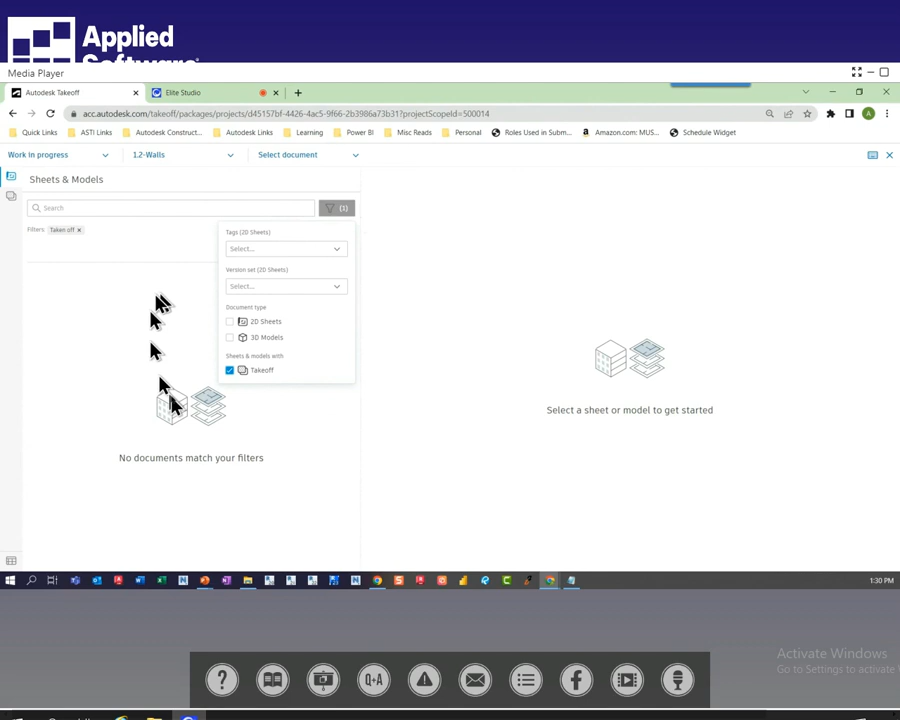 Applied
Software
Media Player
Autodesk Takeoff
Elite Studio
acc.autodesk.com/takeoff/packages/projects/d45157bf-4426-4ac5-9f66-2b3986a73b31?projectScopeId=500014
A
Quick Links
ASTI Links
Autodesk Construct...
Autodesk Links
Learning
Power BI
Misc Reads
Personal
Roles Used in Subm...
Amazon.com: MUS...
Schedule Widget
Work in progress
1.2-Walls
Select document
Sheets & Models
Search
(1)
Filters:
Taken off ×
Tags (2D Sheets)
Select...
Version set (2D Sheets)
Select...
Document type
2D Sheets
3D Models
Sheets & models with
Takeoff
No documents match your filters
Select a sheet or model to get started
1:30 PM
Q+A
Activate Windows
Go to Settings to activate